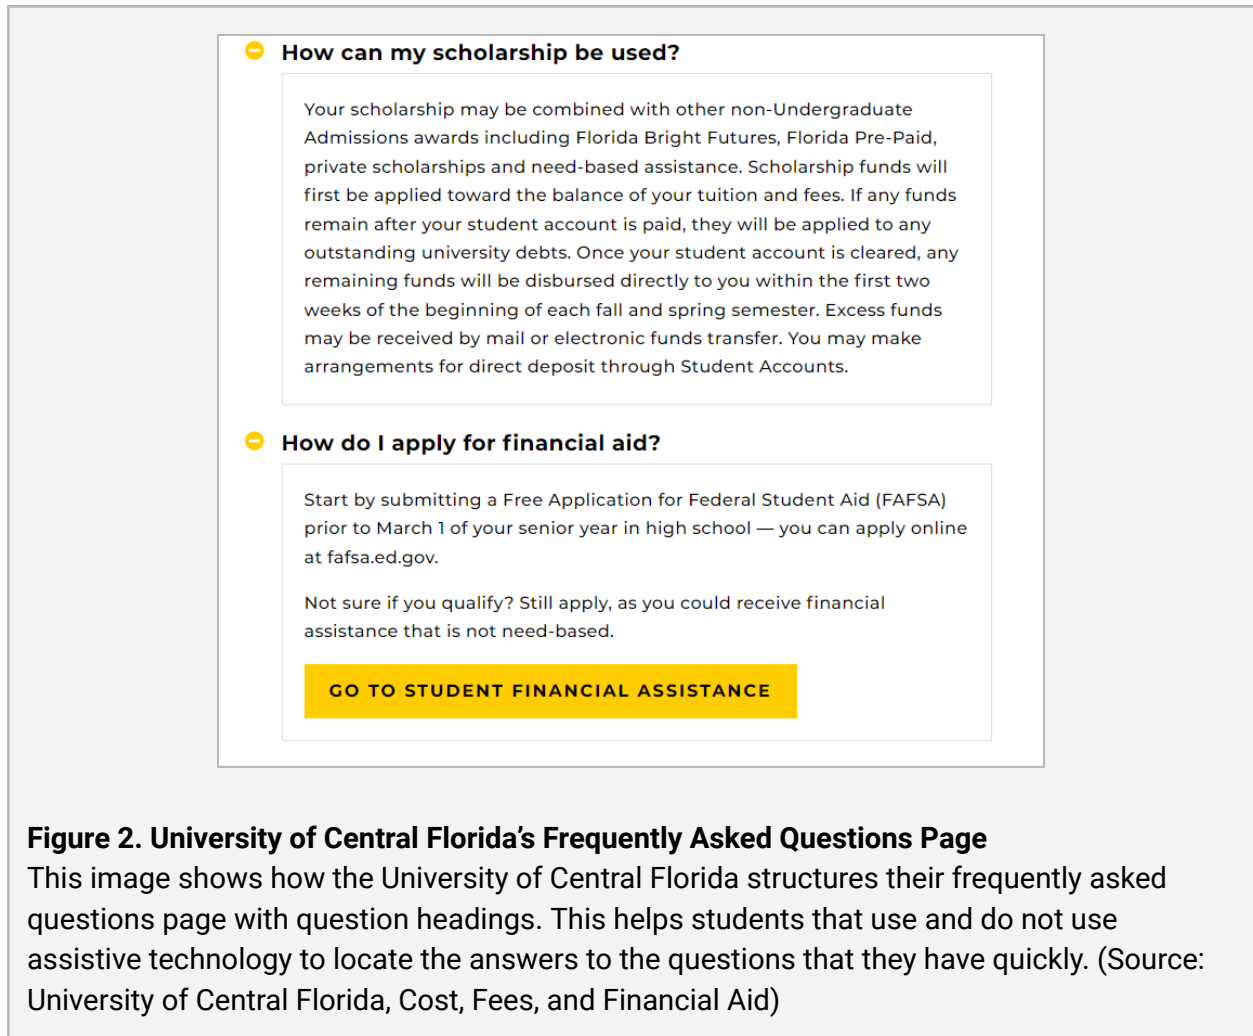 How can my scholarship be used?
Your scholarship may be combined with other non-Undergraduate
Admissions awards including Florida Bright Futures, Florida Pre-Paid,
private scholarships and need-based assistance. Scholarship funds will
first be applied toward the balance of your tuition and fees. If any funds
remain after your student account is paid, they will be applied to any
outstanding university debts. Once your student account is cleared, any
remaining funds will be disbursed directly to you within the first two
weeks of the beginning of each fall and spring semester. Excess funds
may be received by mail or electronic funds transfer. You may make
arrangements for direct deposit through Student Accounts.
How do I apply for financial aid?
Start by submitting a Free Application for Federal Student Aid (FAFSA)
prior to March 1 of your senior year in high school — you can apply online
at fafsa.ed.gov.
Not sure if you qualify? Still apply, as you could receive financial
assistance that is not need-based.
GO TO STUDENT FINANCIAL ASSISTANCE
Figure 2. University of Central Florida’s Frequently Asked Questions Page
This image shows how the University of Central Florida structures their frequently asked
questions page with question headings. This helps students that use and do not use
assistive technology to locate the answers to the questions that they have quickly. (Source:
University of Central Florida, Cost, Fees, and Financial Aid)